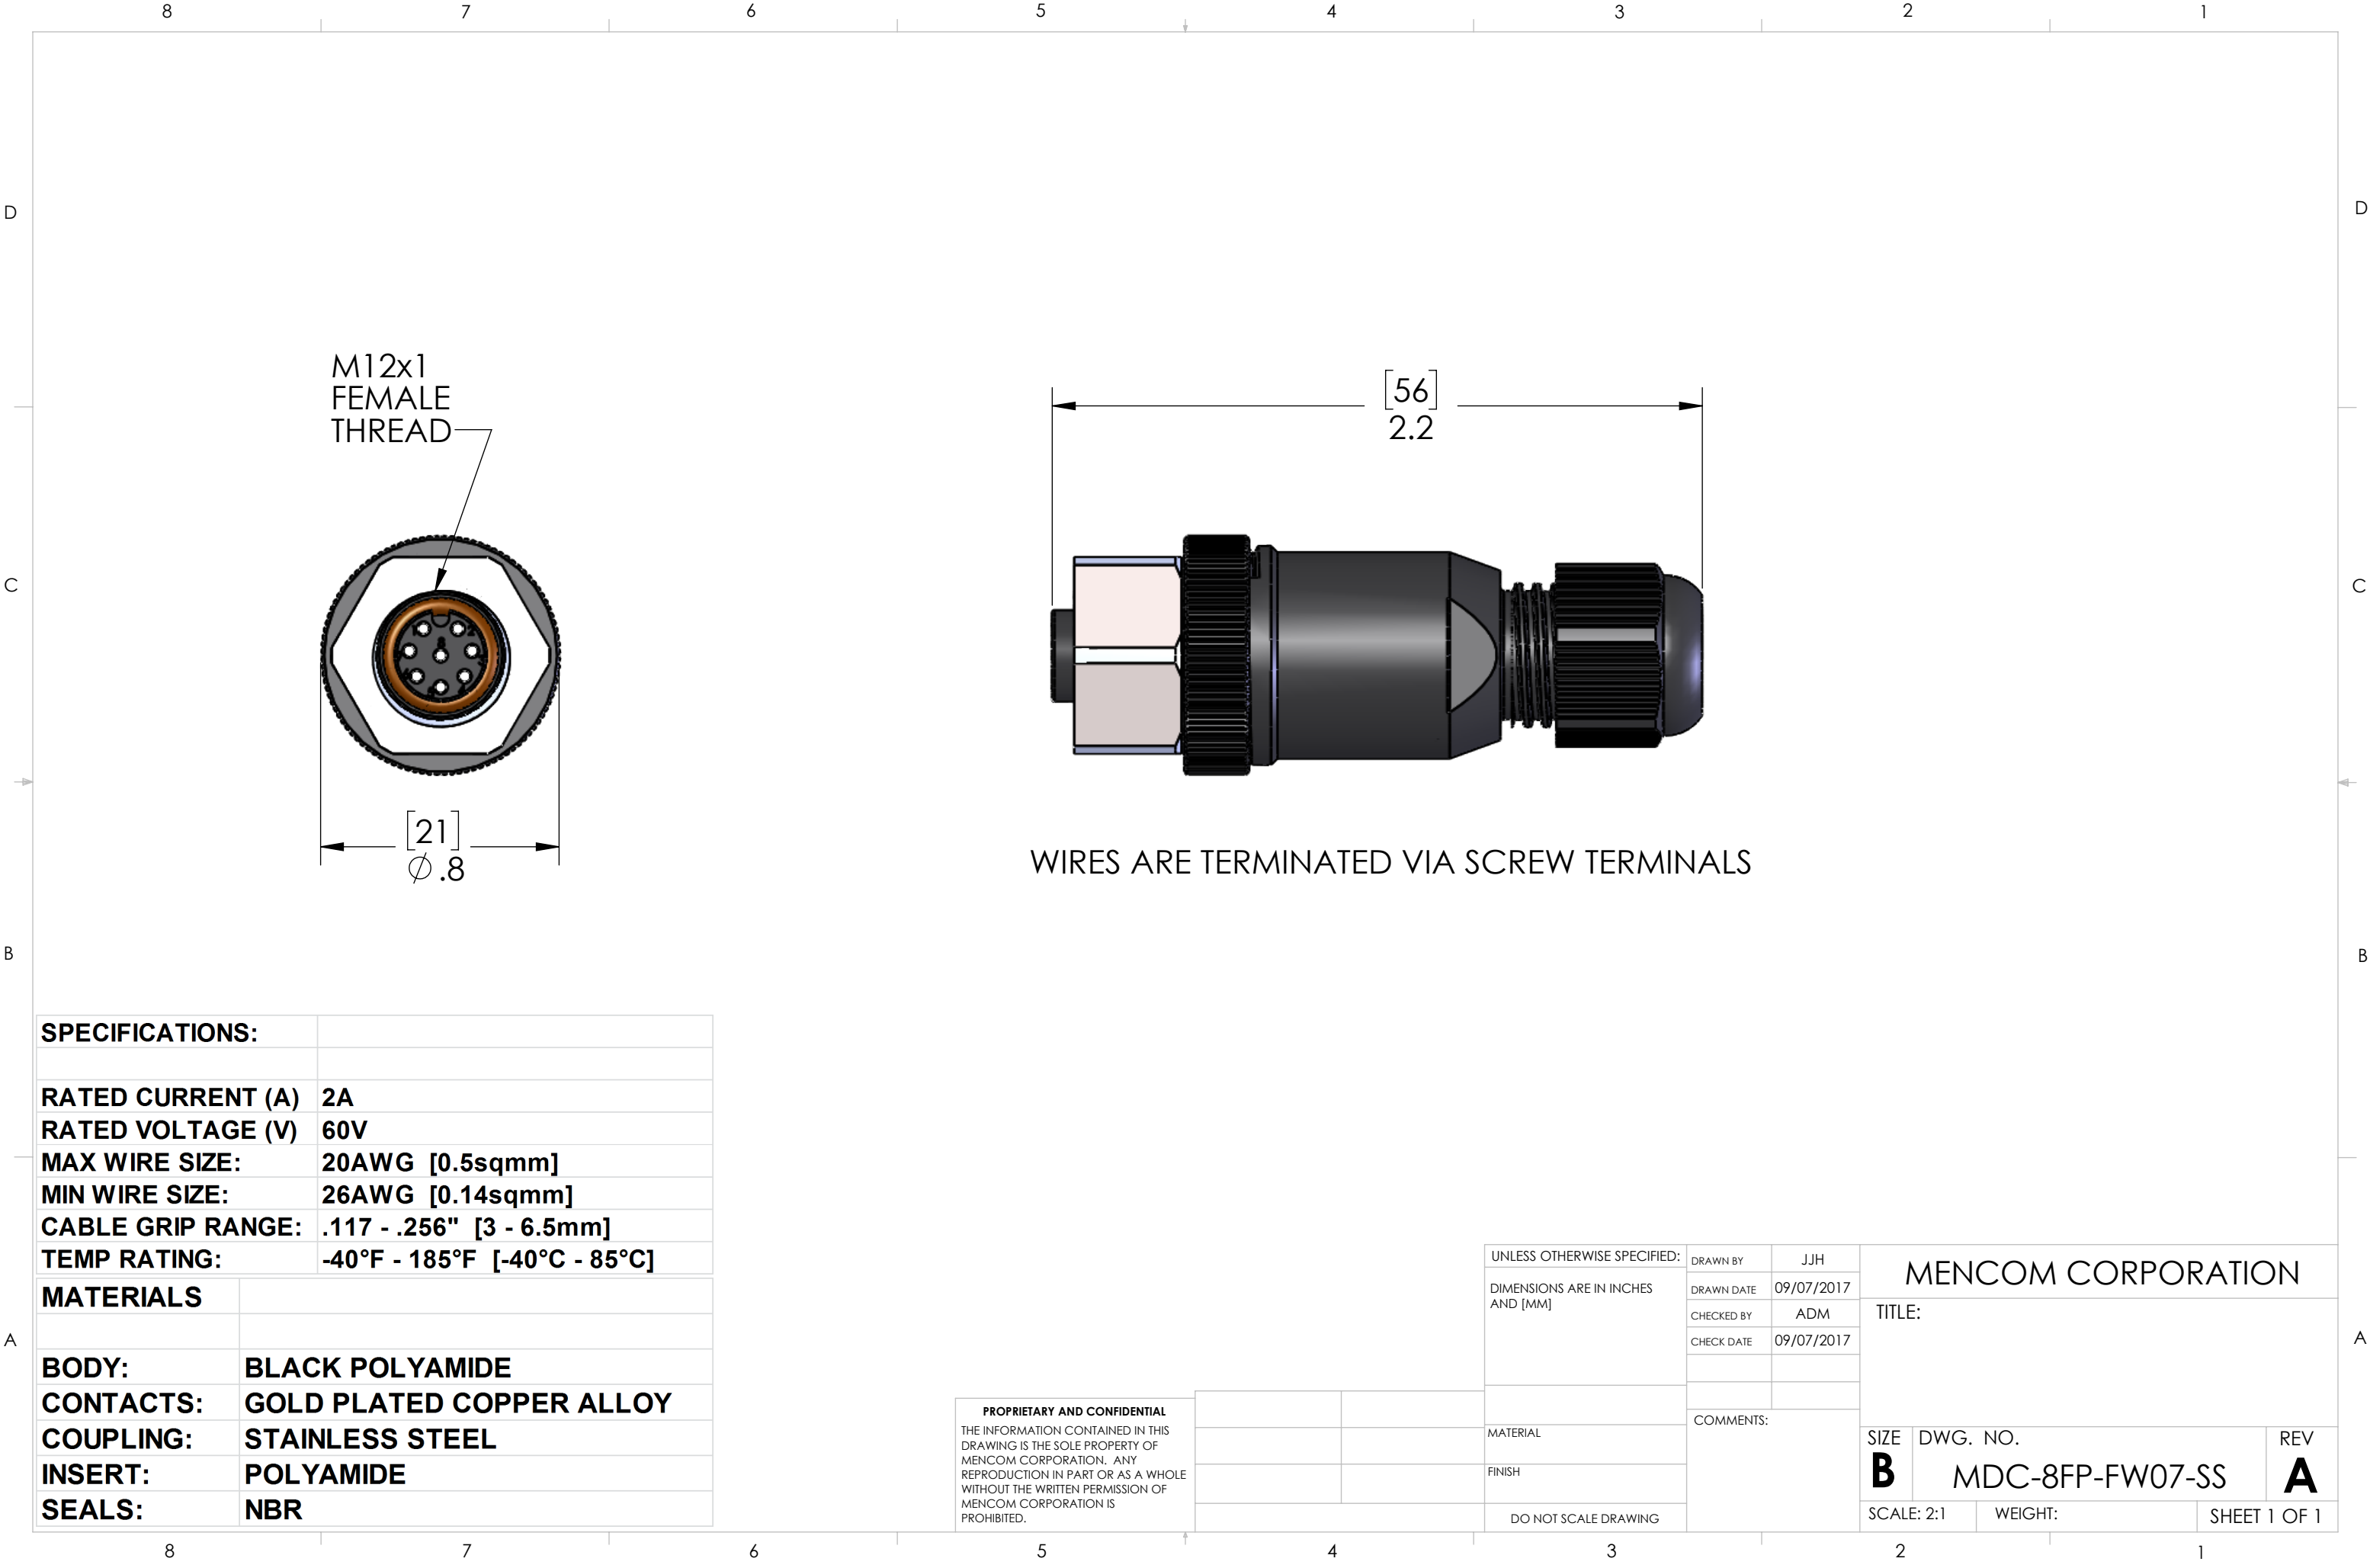 8 7 6 5 4 3 2 1
D D
M12x1
FEMALE
THREAD
[56]
2.2
C C
[21]
Ø .8
WIRES ARE TERMINATED VIA SCREW TERMINALS
B B
SPECIFICATIONS:
RATED CURRENT (A) 2A
RATED VOLTAGE (V) 60V
MAX WIRE SIZE: 20AWG [0.5sqmm]
MIN WIRE SIZE: 26AWG [0.14sqmm]
CABLE GRIP RANGE: .117 - .256" [3 - 6.5mm]
TEMP RATING: -40°F - 185°F [-40°C - 85°C]
MATERIALS
BODY: BLACK POLYAMIDE
CONTACTS: GOLD PLATED COPPER ALLOY
COUPLING: STAINLESS STEEL
INSERT: POLYAMIDE
SEALS: NBR
A A
PROPRIETARY AND CONFIDENTIAL
THE INFORMATION CONTAINED IN THIS
DRAWING IS THE SOLE PROPERTY OF
MENCOM CORPORATION. ANY
REPRODUCTION IN PART OR AS A WHOLE
WITHOUT THE WRITTEN PERMISSION OF
MENCOM CORPORATION IS
PROHIBITED.
UNLESS OTHERWISE SPECIFIED:
DIMENSIONS ARE IN INCHES
AND [MM]
MATERIAL
FINISH
DO NOT SCALE DRAWING
DRAWN BY JJH
DRAWN DATE 09/07/2017
CHECKED BY ADM
CHECK DATE 09/07/2017
COMMENTS:
MENCOM CORPORATION
TITLE:
SIZE DWG. NO. REV
B MDC-8FP-FW07-SS A
SCALE: 2:1 WEIGHT: SHEET 1 OF 1
8 7 6 5 4 3 2 1